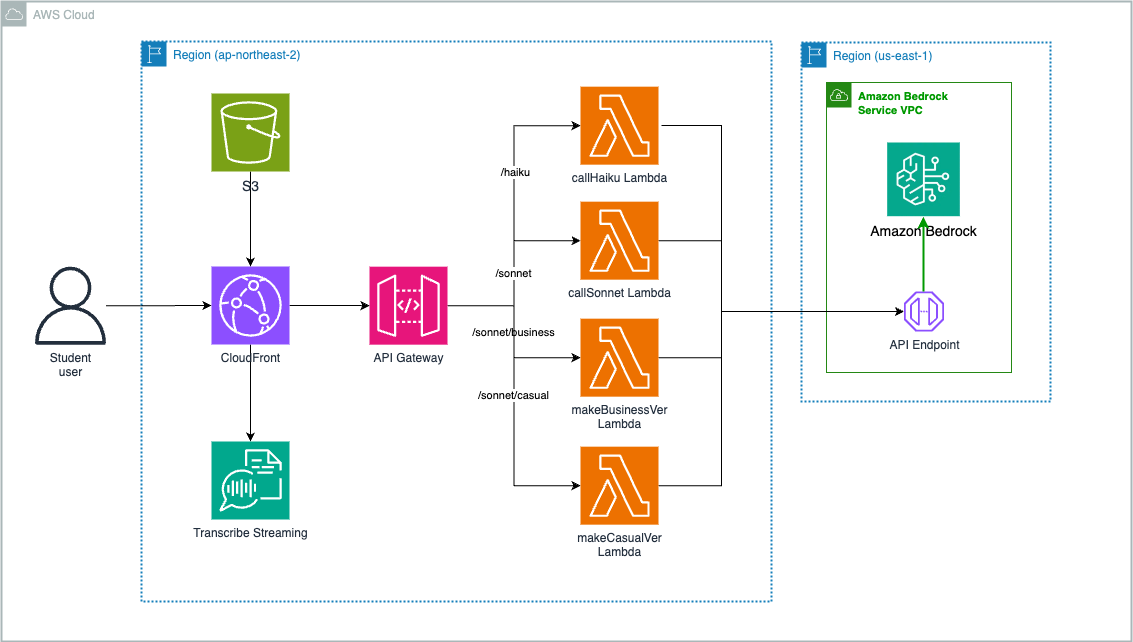 AWS Cloud
Region (ap-northeast-2)
Region (us-east-1)
Amazon Bedrock
Service VPC
S3
/haiku
callHaiku Lambda
Amazon Bedrock
/sonnet
callSonnet Lambda
Student
user
CloudFront
API Gateway
/sonnet/business
API Endpoint
/sonnet/casual
makeBusinessVer
Lambda
Transcribe Streaming
makeCasualVer
Lambda